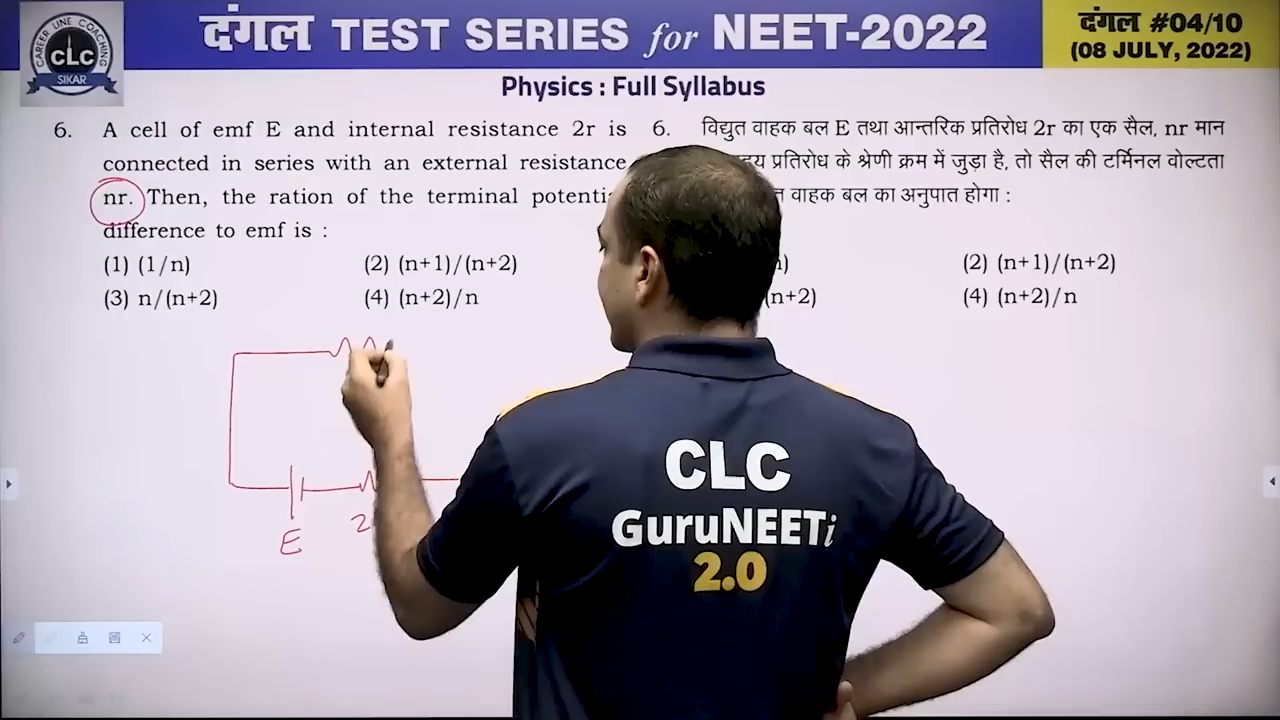 दंगल TEST SERIES for NEET-2022
दंगल #04/10
(08 JULY, 2022)
CAREER LINE COACHING
CLC
SIKAR
Physics : Full Syllabus
6. A cell of emf E and internal resistance 2r is
connected in series with an external resistance
nr. Then, the ration of the terminal
difference to emf is :
(1) (1/n) (2) (n+1)/(n+2)
(3) n/(n+2) (4) (n+2)/n
6. विद्युत वाहक बल E तथा आन्तरिक प्रतिरोध 2r का एक सैल, nr मान
प्रतिरोध के श्रेणी क्रम में जुड़ा है, तो सैल की टर्मिनल वोल्टता
वाहक बल का अनुपात होगा :
(2) (n+1)/(n+2)
(n+2) (4) (n+2)/n
E
2
CLC
GuruNEETi
2.0